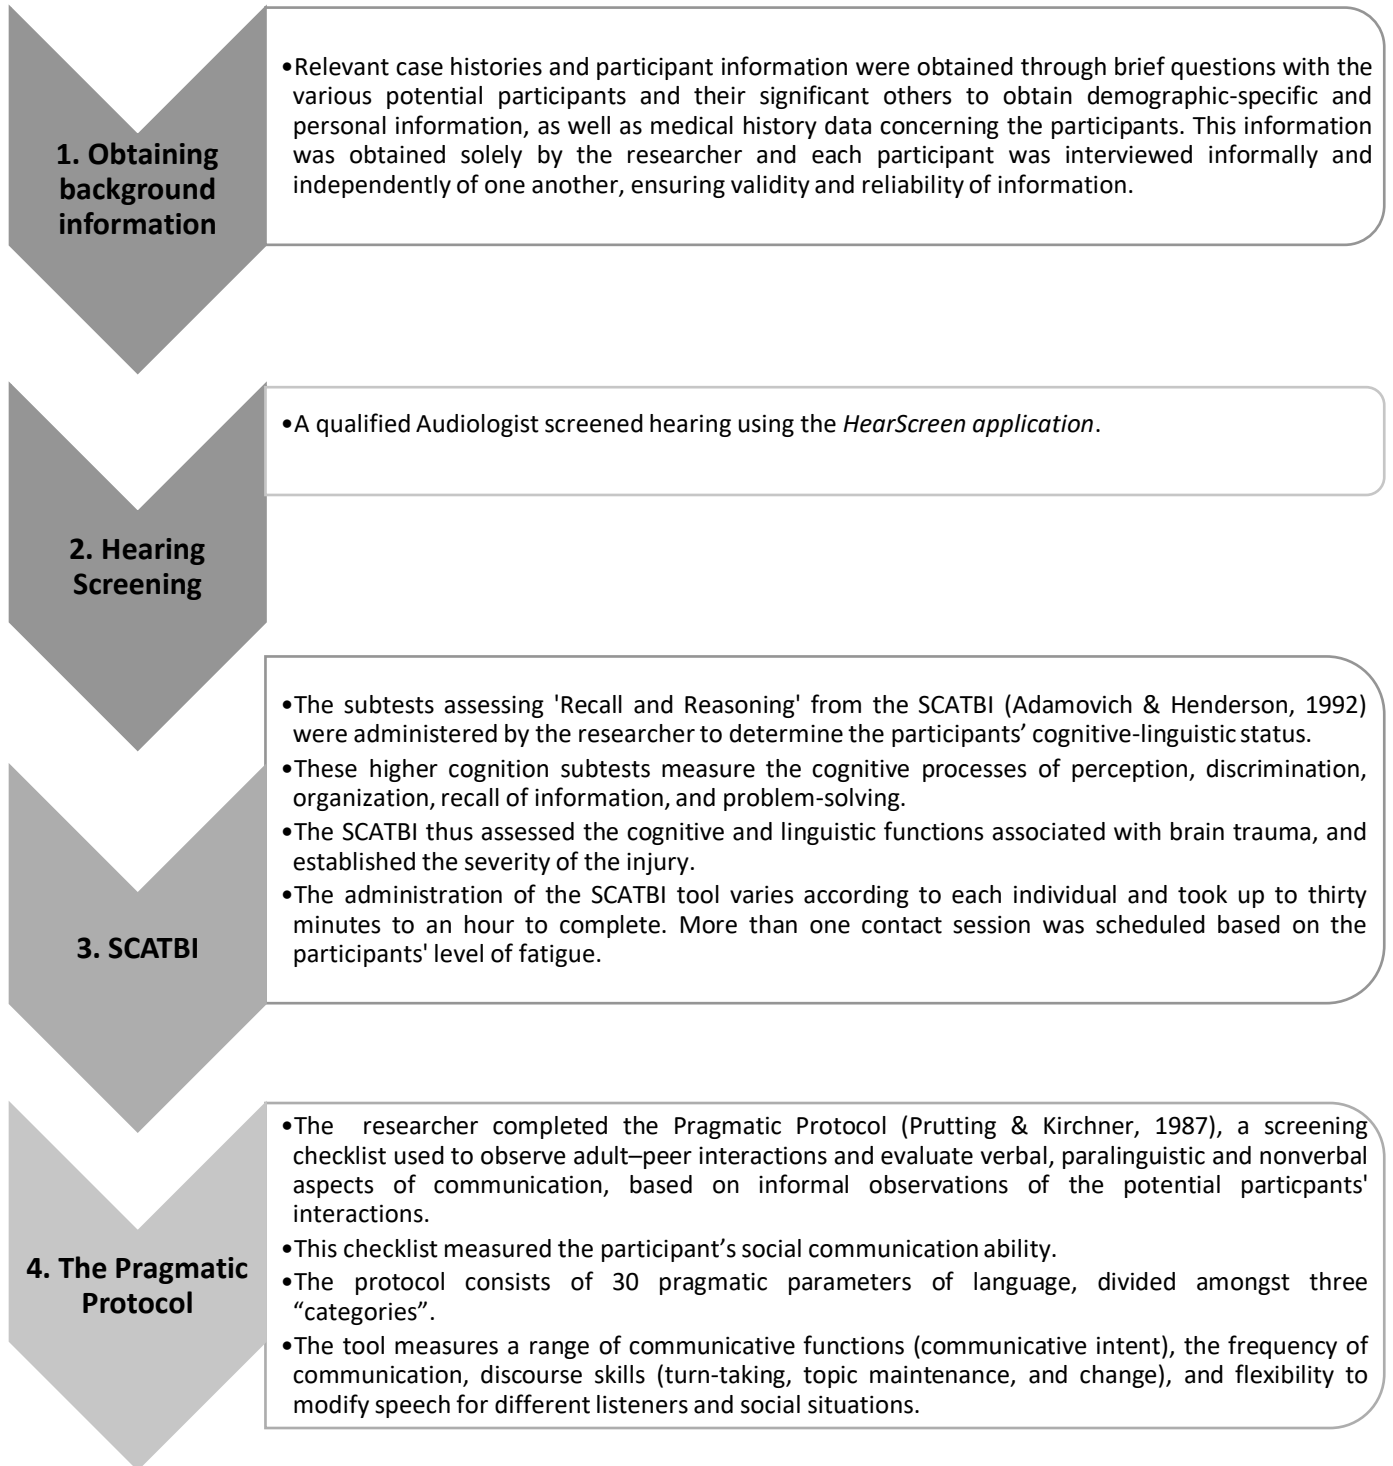 1. Obtaining
background
information
•Relevant case histories and participant information were obtained through brief questions with the
various potential participants and their significant others to obtain demographic-specific and
personal information, as well as medical history data concerning the participants. This information
was obtained solely by the researcher and each participant was interviewed informally and
independently of one another, ensuring validity and reliability of information.
2. Hearing
Screening
•A qualified Audiologist screened hearing using the HearScreen application.
3. SCATBI
•The subtests assessing 'Recall and Reasoning' from the SCATBI (Adamovich & Henderson, 1992)
were administered by the researcher to determine the participants’ cognitive-linguistic status.
•These higher cognition subtests measure the cognitive processes of perception, discrimination,
organization, recall of information, and problem-solving.
•The SCATBI thus assessed the cognitive and linguistic functions associated with brain trauma, and
established the severity of the injury.
•The administration of the SCATBI tool varies according to each individual and took up to thirty
minutes to an hour to complete. More than one contact session was scheduled based on the
participants' level of fatigue.
4. The Pragmatic
Protocol
•The researcher completed the Pragmatic Protocol (Prutting & Kirchner, 1987), a screening
checklist used to observe adult–peer interactions and evaluate verbal, paralinguistic and nonverbal
aspects of communication, based on informal observations of the potential particpants'
interactions.
•This checklist measured the participant’s social communication ability.
•The protocol consists of 30 pragmatic parameters of language, divided amongst three
“categories”.
•The tool measures a range of communicative functions (communicative intent), the frequency of
communication, discourse skills (turn-taking, topic maintenance, and change), and flexibility to
modify speech for different listeners and social situations.